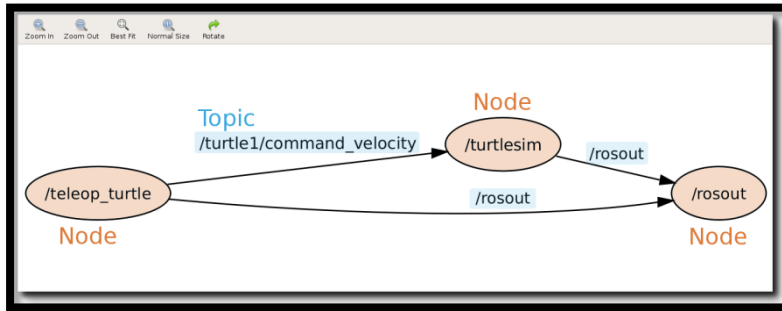 Zoom In Zoom Out Best Fit Normal Size Rotate
Node
Topic
/turtle1/command_velocity
/turtlesim
/rosout
/teleop_turtle
/rosout
/rosout
Node
Node